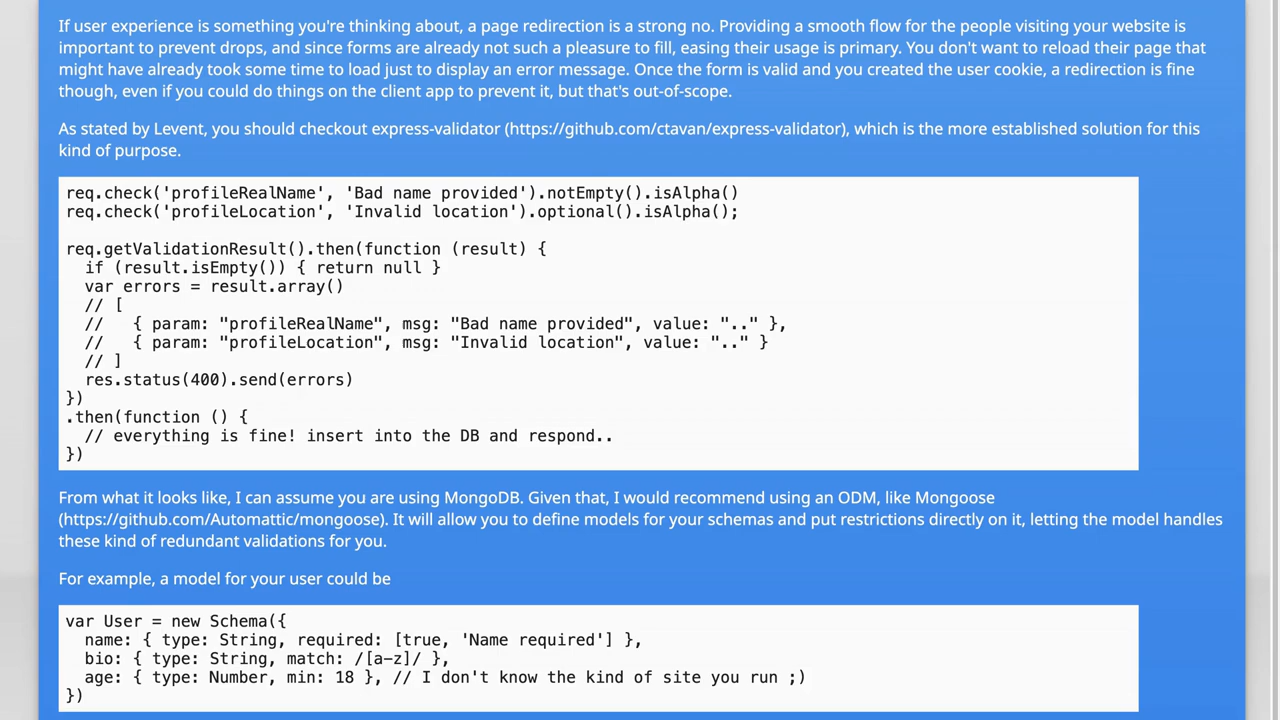 If user experience is something you're thinking about, a page redirection is a strong no. Providing a smooth flow for the people visiting your website is
important to prevent drops, and since forms are already not such a pleasure to fill, easing their usage is primary. You don't want to reload their page that
might have already took some time to load just to display an error message. Once the form is valid and you created the user cookie, a redirection is fine
though, even if you could do things on the client app to prevent it, but that's out-of-scope.
As stated by Levent, you should checkout express-validator (https://github.com/ctavan/express-validator), which is the more established solution for this
kind of purpose.
req.check('profileRealName', 'Bad name provided').notEmpty().isAlpha()
req.check('profileLocation', 'Invalid location').optional().isAlpha();
req.getValidationResult().then(function (result) {
  if (result.isEmpty()) { return null }
  var errors = result.array()
  // [
  //   { param: "profileRealName", msg: "Bad name provided", value: ".." },
  //   { param: "profileLocation", msg: "Invalid location", value: ".." }
  // ]
  res.status(400).send(errors)
})
.then(function () {
  // everything is fine! insert into the DB and respond..
})
From what it looks like, I can assume you are using MongoDB. Given that, I would recommend using an ODM, like Mongoose
(https://github.com/Automattic/mongoose). It will allow you to define models for your schemas and put restrictions directly on it, letting the model handles
these kind of redundant validations for you.
For example, a model for your user could be
var User = new Schema({
  name: { type: String, required: [true, 'Name required'] },
  bio: { type: String, match: /[a-z]/ },
  age: { type: Number, min: 18 }, // I don't know the kind of site you run ;)
})